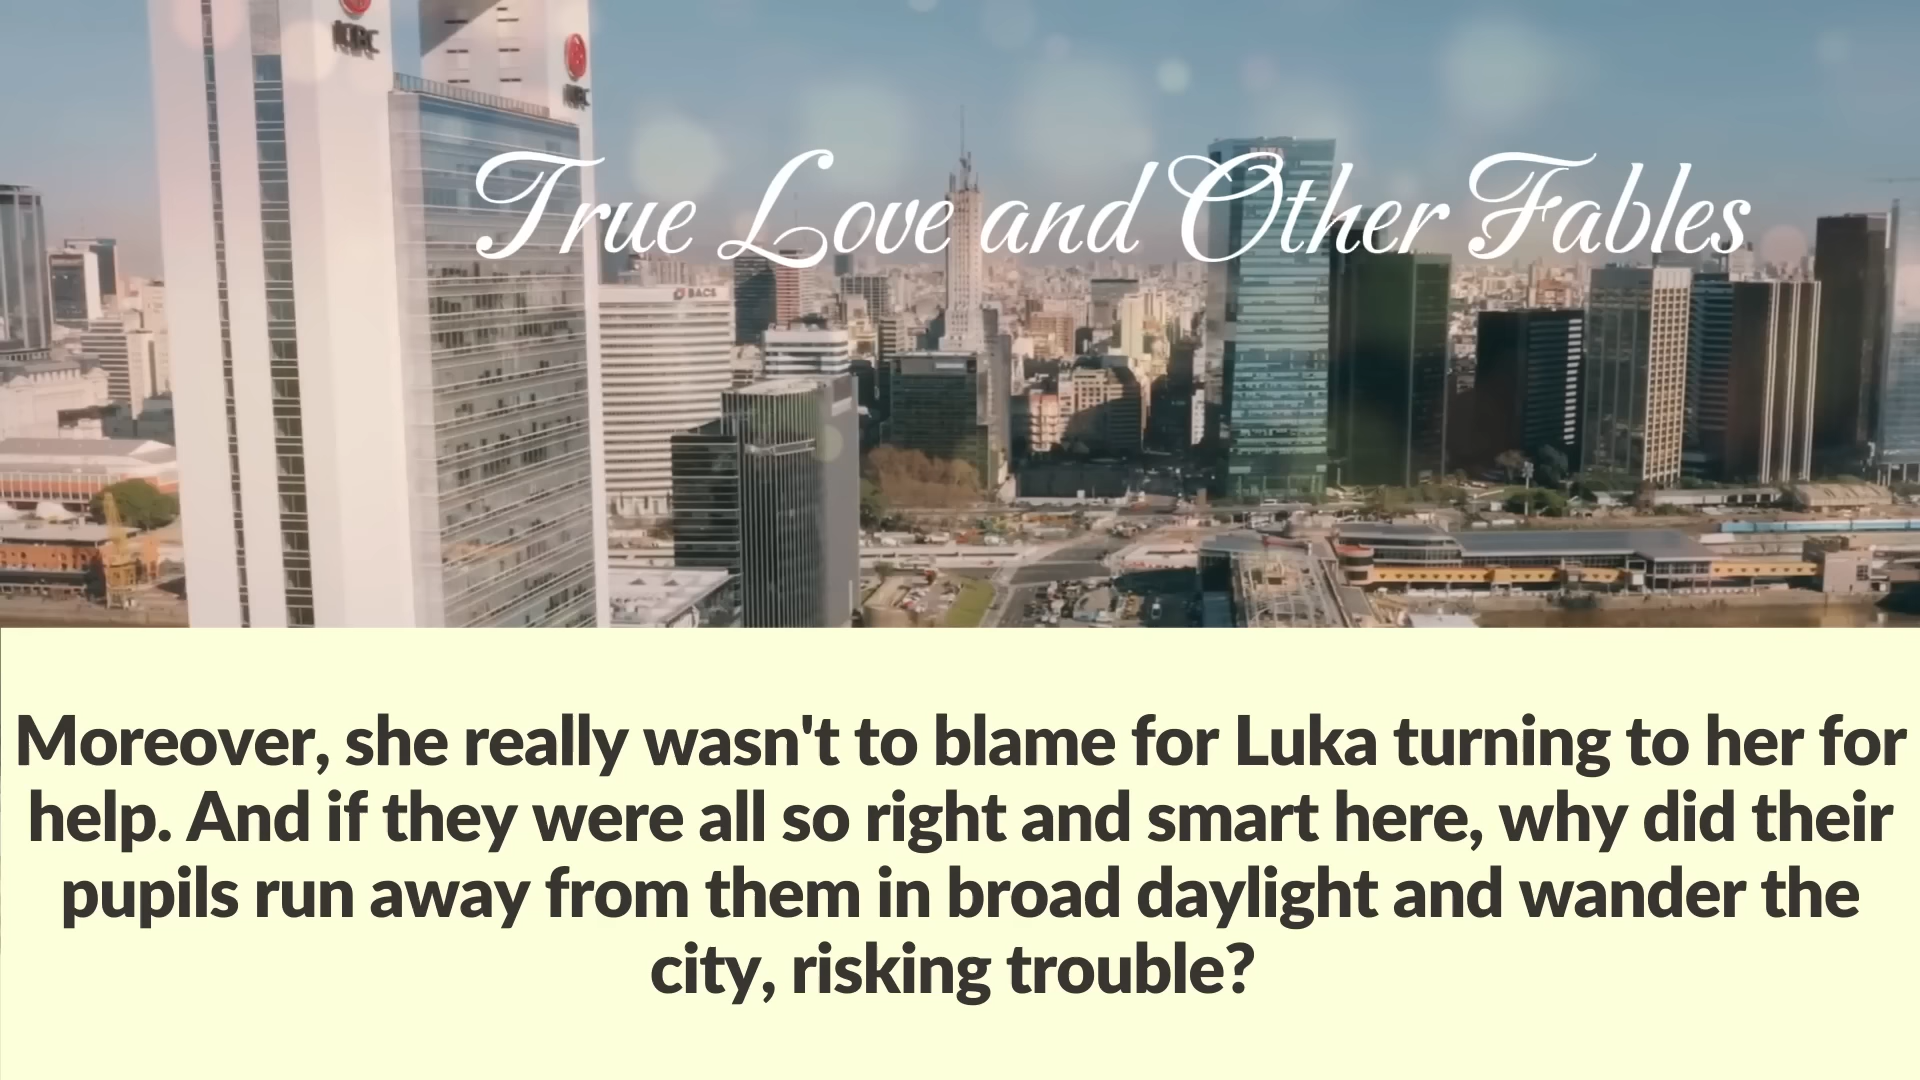 ICBC
True Love and Other Fables
BACS
Moreover, she really wasn't to blame for Luka turning to her for
help. And if they were all so right and smart here, why did their
pupils run away from them in broad daylight and wander the
city, risking trouble?